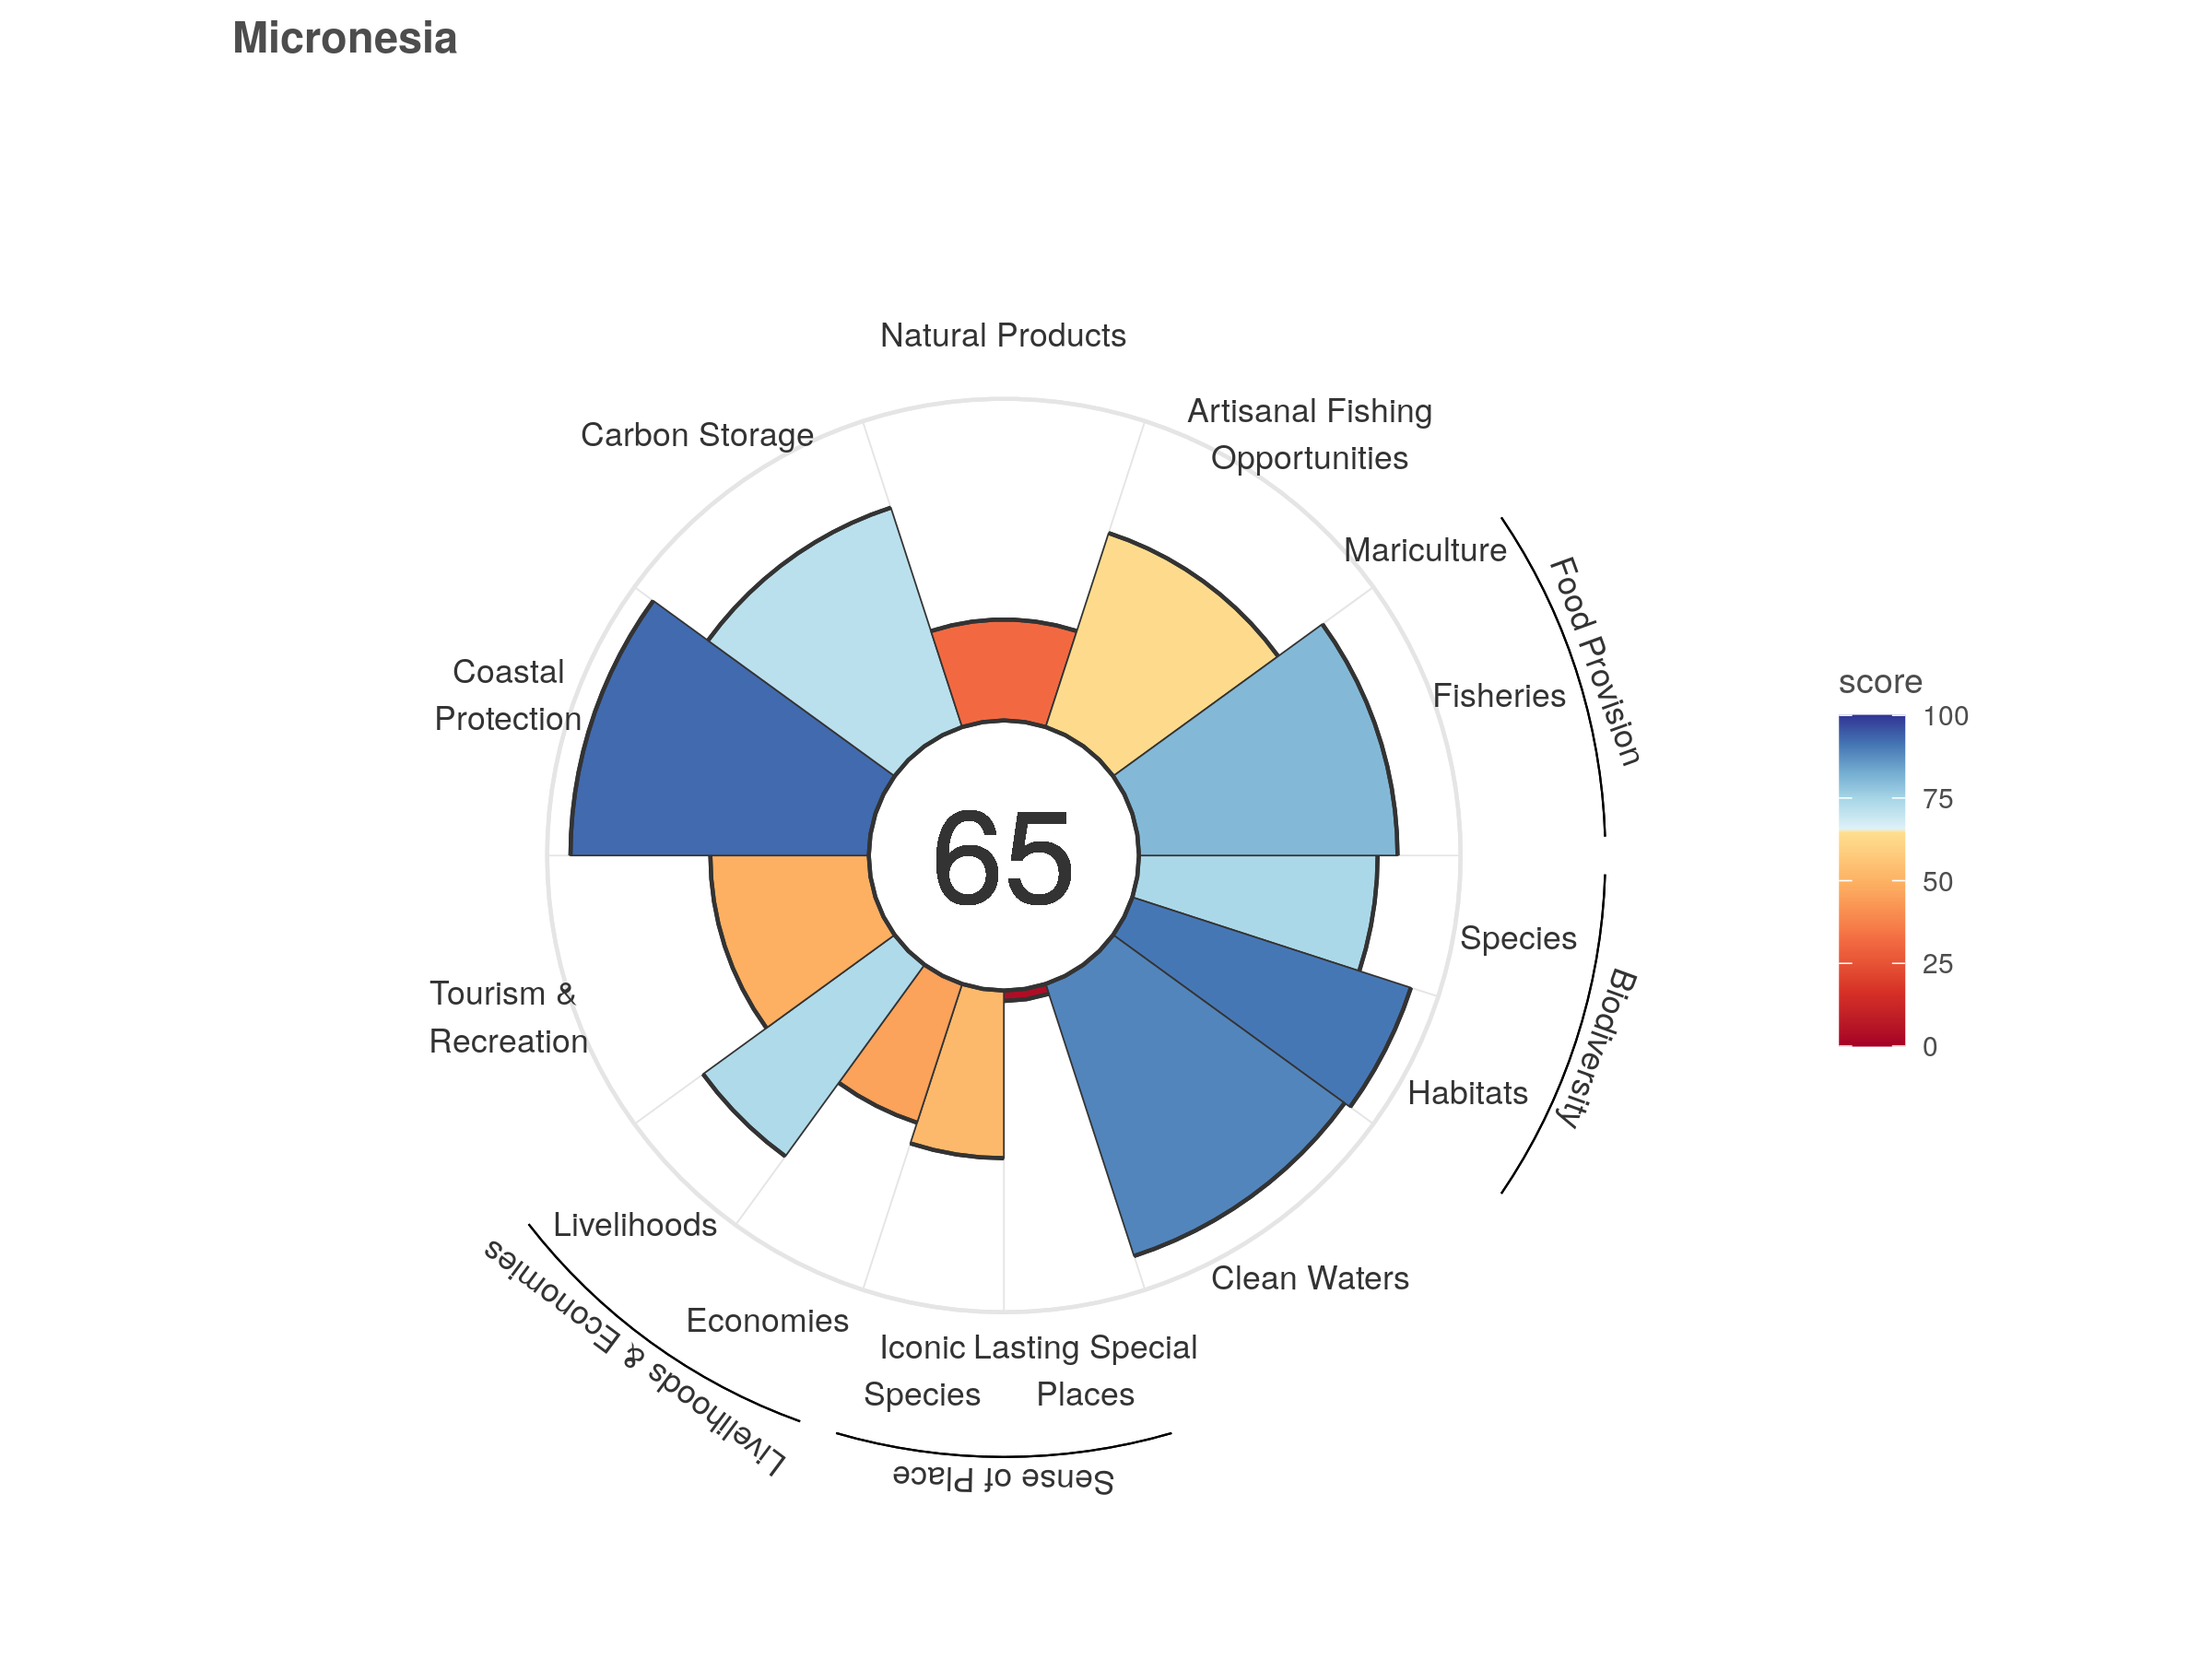 Micronesia
Natural Products
Artisanal Fishing
Opportunities
Carbon Storage
Mariculture
Food Provision
Coastal
Protection
Fisheries
score
100
75
50
25
0
65
Species
Biodiversity
Tourism &
Recreation
Habitats
Livelihoods
Livelihoods & Economies
Clean Waters
Economies
Iconic
Species
Lasting Special
Places
Sense of Place